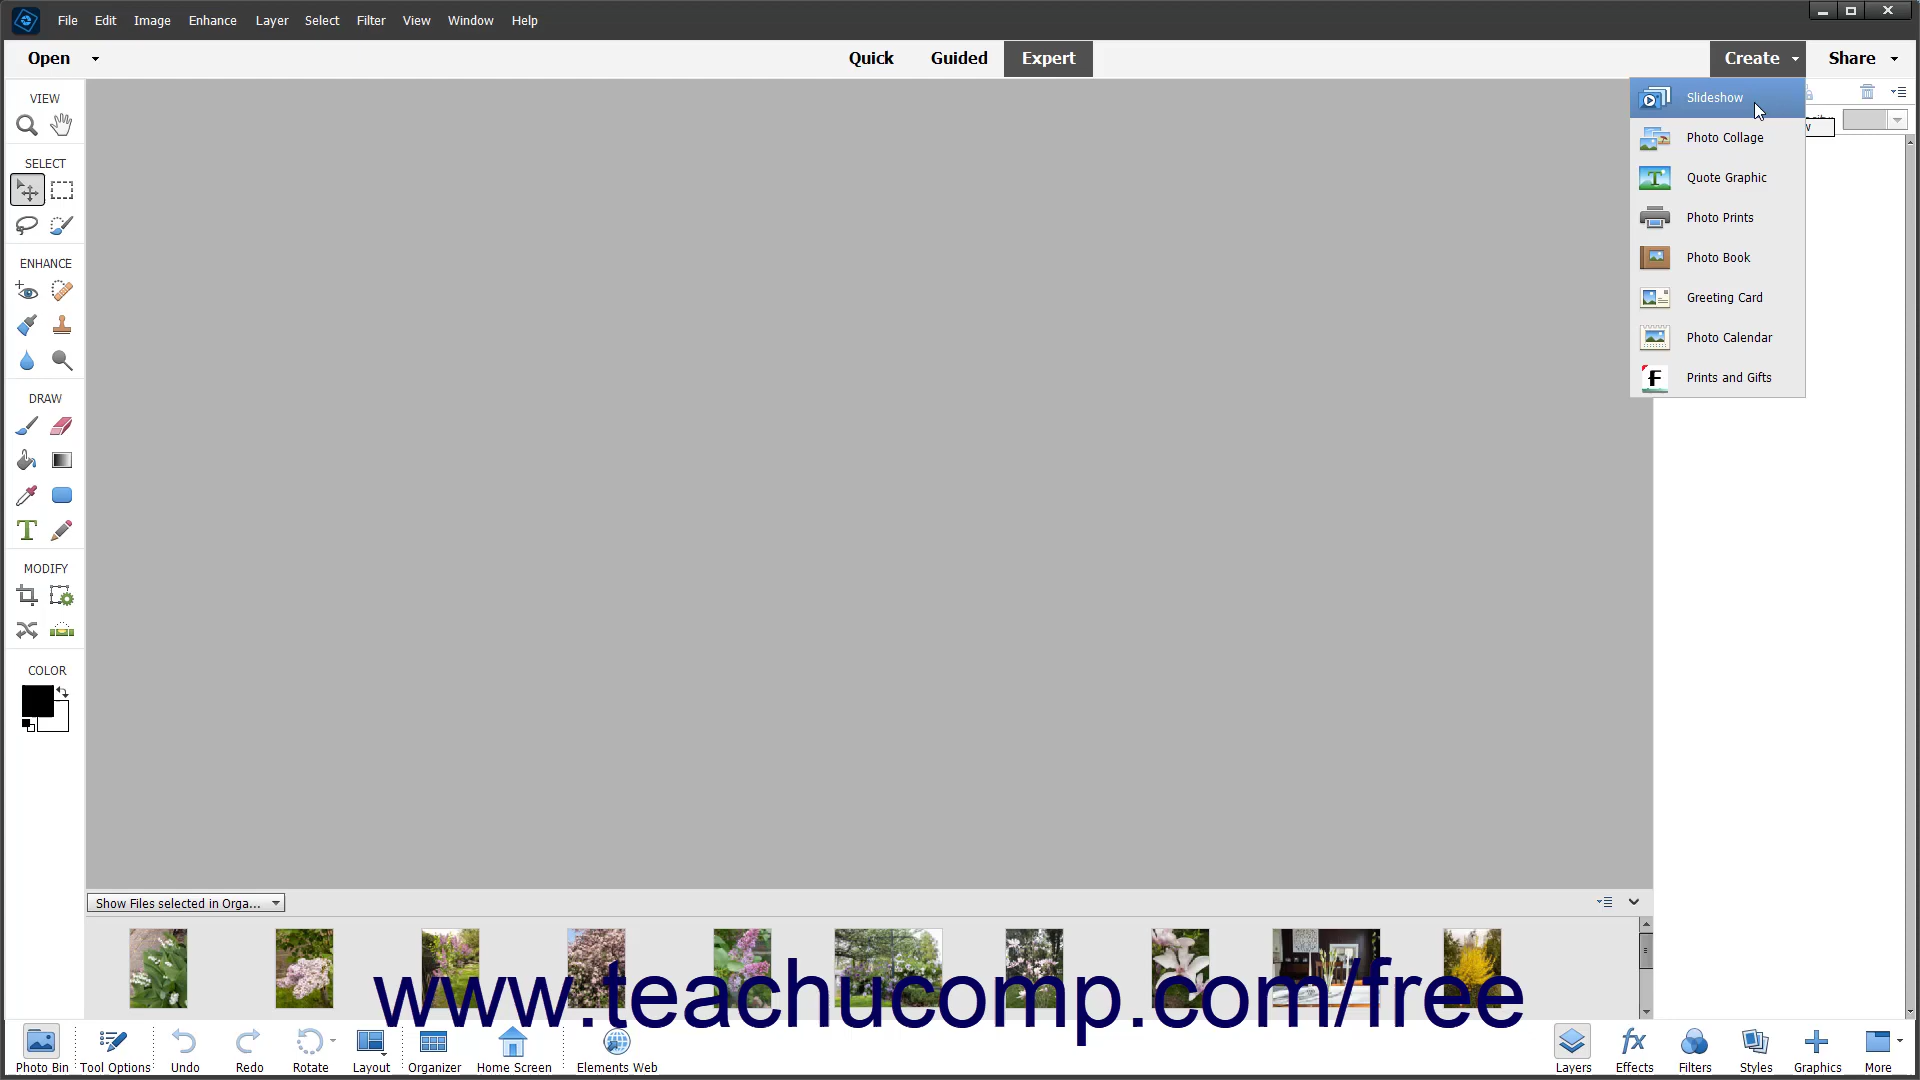 File Edit Image Enhance Layer Select Filter View Window Help
Open Quick Guided Expert Create Share
VIEW
SELECT
ENHANCE
DRAW
MODIFY
COLOR
Slideshow
Photo Collage
Quote Graphic
Photo Prints
Photo Book
Greeting Card
Photo Calendar
Prints and Gifts
Show Files selected in Orga...
www.teachucomp.com/free
Photo Bin Tool Options Undo Redo Rotate Layout Organizer Home Screen Elements Web Layers Effects Filters Styles Graphics More